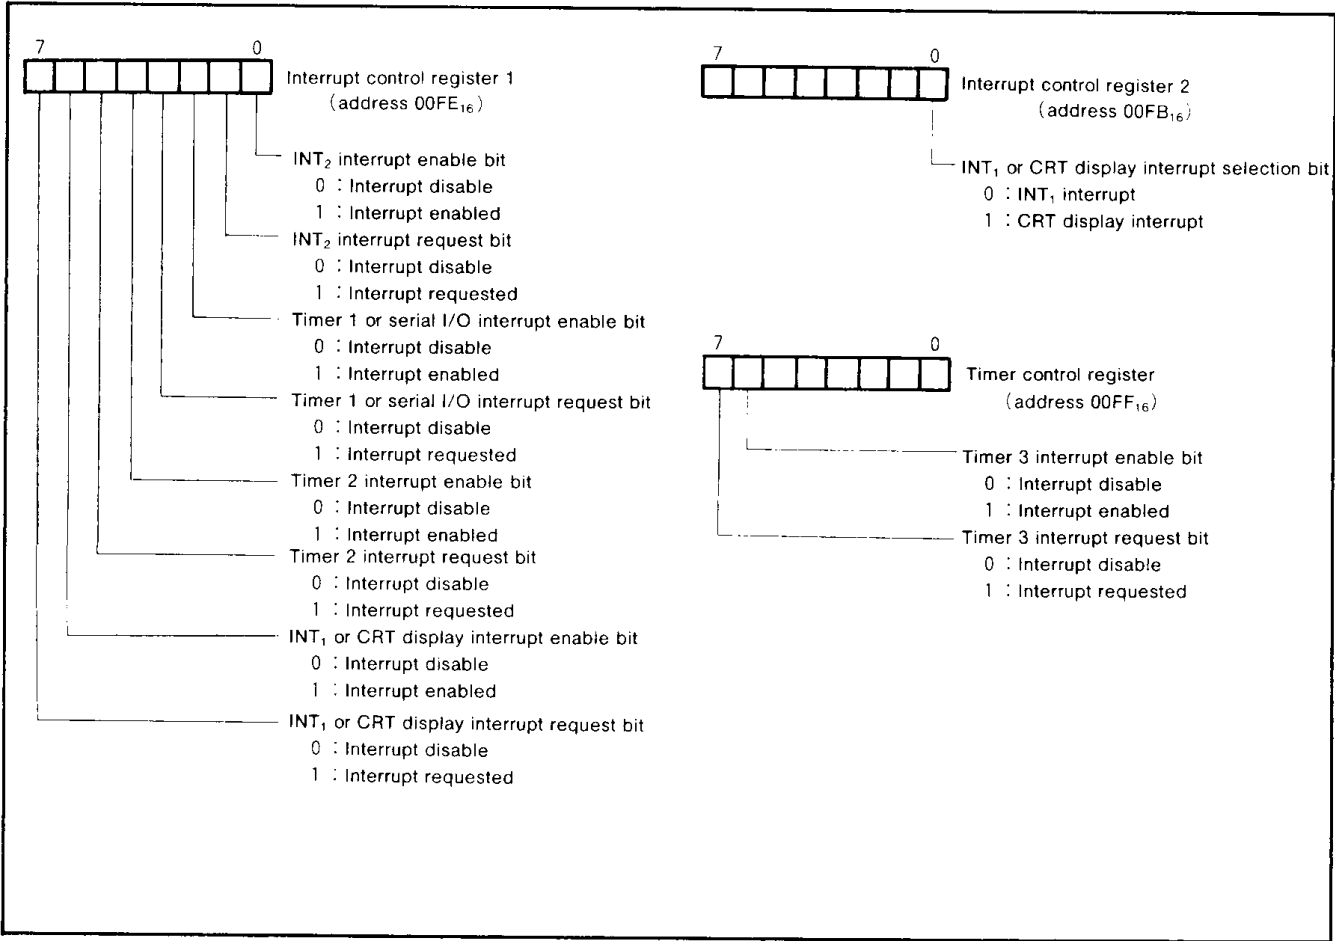 7 0
Interrupt control register 1
(address 00FE₁₆)
INT₂ interrupt enable bit
0 : Interrupt disable
1 : Interrupt enabled
INT₂ interrupt request bit
0 : Interrupt disable
1 : Interrupt requested
Timer 1 or serial I/O interrupt enable bit
0 : Interrupt disable
1 : Interrupt enabled
Timer 1 or serial I/O interrupt request bit
0 : Interrupt disable
1 : Interrupt requested
Timer 2 interrupt enable bit
0 : Interrupt disable
1 : Interrupt enabled
Timer 2 interrupt request bit
0 : Interrupt disable
1 : Interrupt requested
INT₁ or CRT display interrupt enable bit
0 : Interrupt disable
1 : Interrupt enabled
INT₁ or CRT display interrupt request bit
0 : Interrupt disable
1 : Interrupt requested
7 0
Interrupt control register 2
(address 00FB₁₆)
INT₁ or CRT display interrupt selection bit
0 : INT₁ interrupt
1 : CRT display interrupt
7 0
Timer control register
(address 00FF₁₆)
Timer 3 interrupt enable bit
0 : Interrupt disable
1 : Interrupt enabled
Timer 3 interrupt request bit
0 : Interrupt disable
1 : Interrupt requested